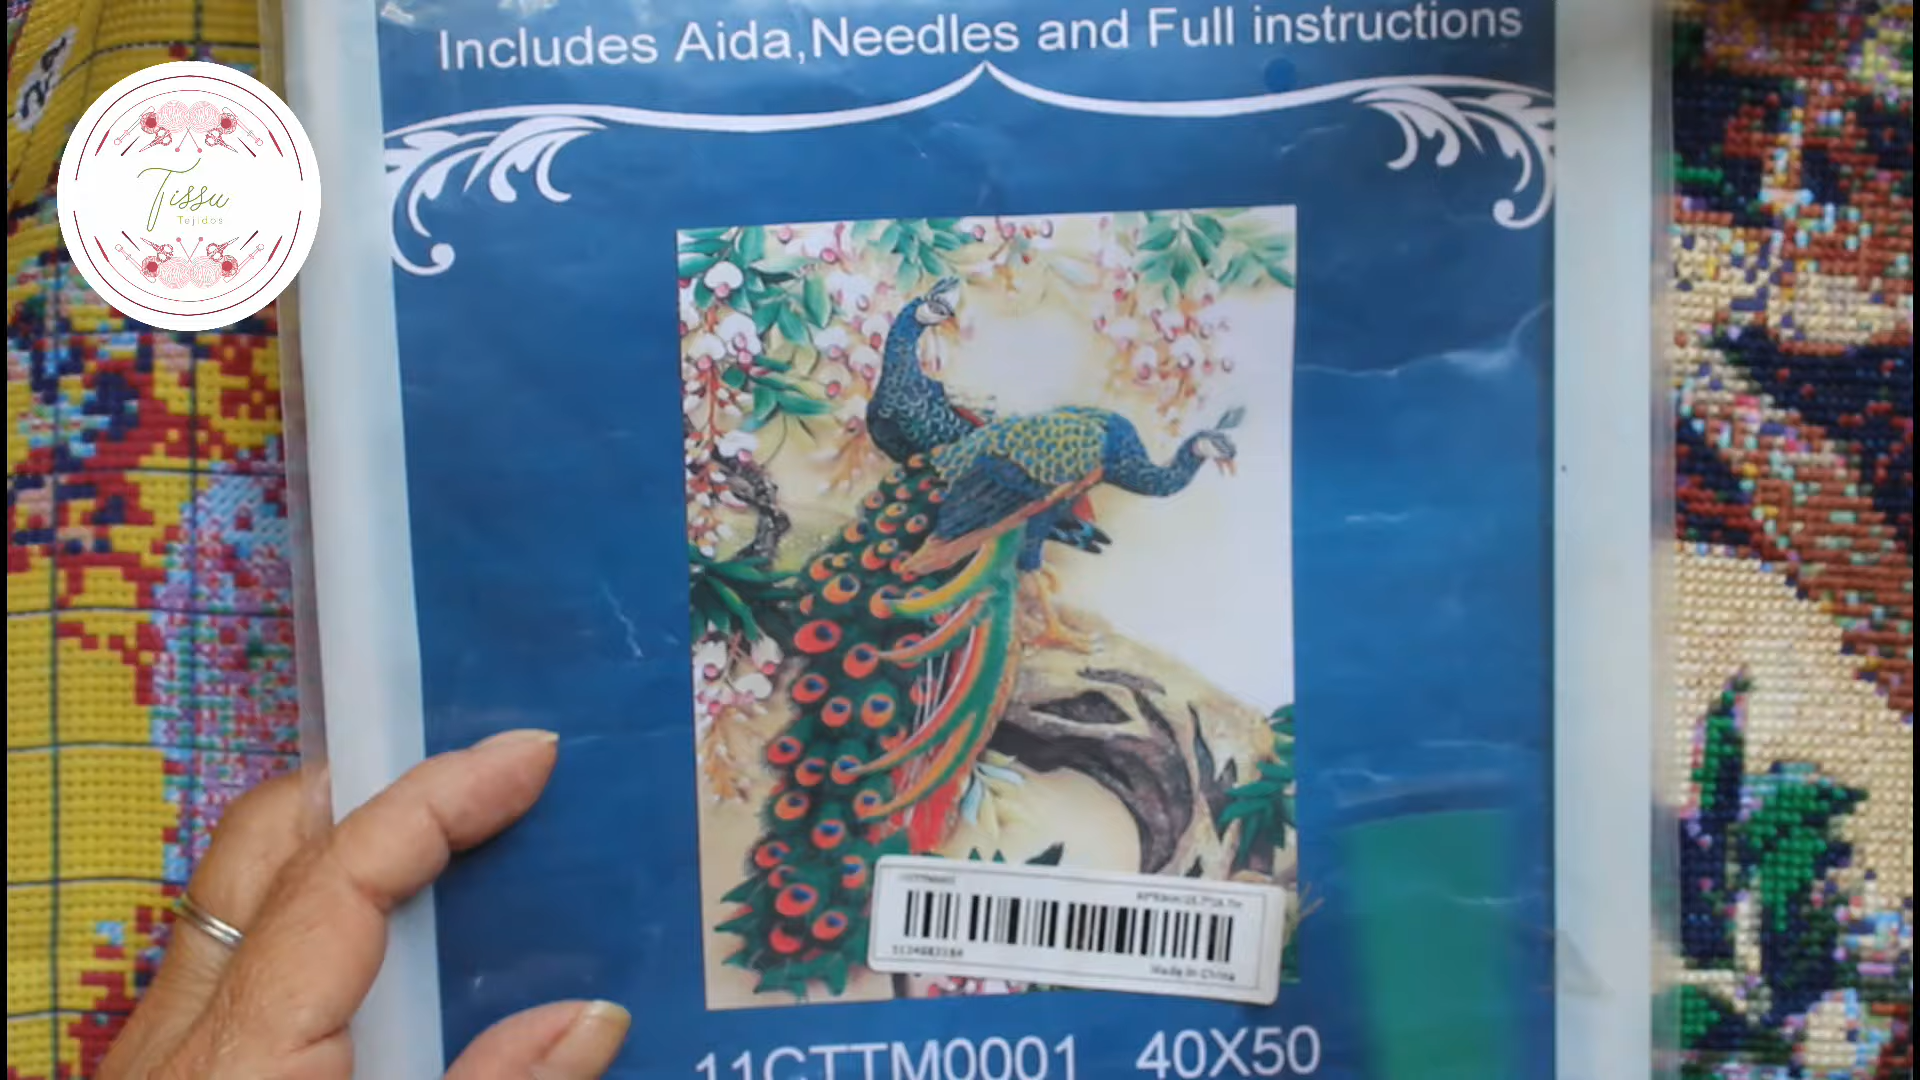 Includes Aida,Needles and Full instructions
Tissu
Tejidos
Made in China
11CTTM0001 40X50